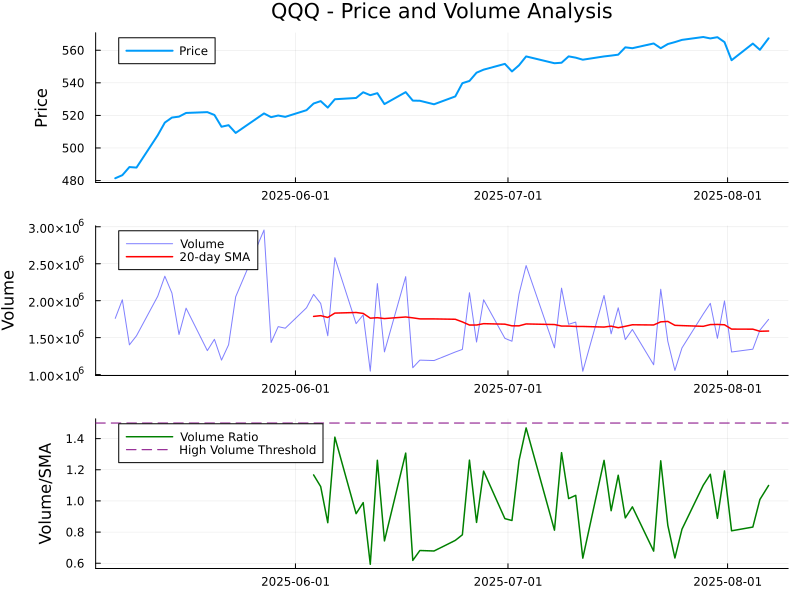 QQQ - Price and Volume Analysis
Price
560
540
520
500
480
Price
2025-06-01 2025-07-01 2025-08-01
Volume
20-day SMA
3.00×10⁶
2.50×10⁶
2.00×10⁶
1.50×10⁶
1.00×10⁶
Volume
2025-06-01 2025-07-01 2025-08-01
Volume Ratio
High Volume Threshold
1.4
1.2
1.0
0.8
0.6
Volume/SMA
2025-06-01 2025-07-01 2025-08-01